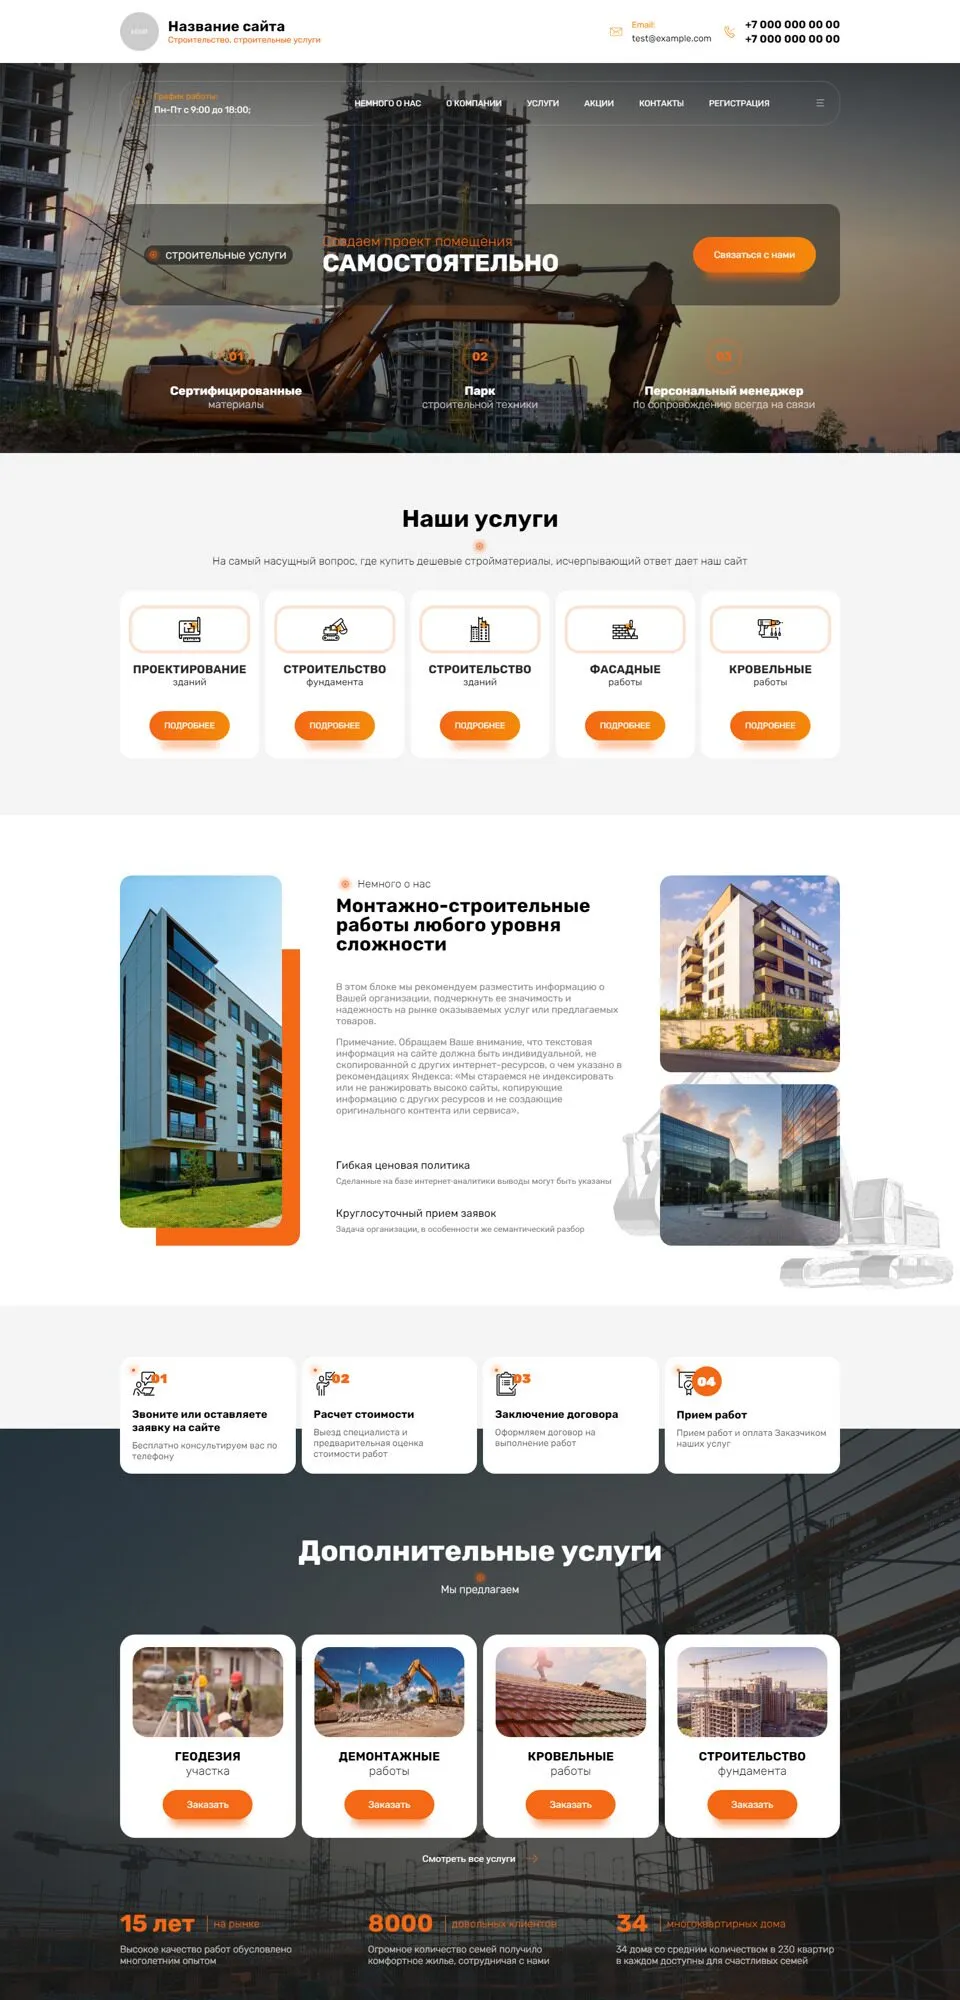 Название сайта
Строительство, строительные услуги
Email:
test@example.com
+7 000 000 00 00
+7 000 000 00 00
График работы:
Пн-Пт с 9:00 до 18:00;
НЕМНОГО О НАС
О КОМПАНИИ
УСЛУГИ
АКЦИИ
КОНТАКТЫ
РЕГИСТРАЦИЯ
строительные услуги
Создаем проект помещения
САМОСТОЯТЕЛЬНО
Связаться с нами
01
Сертифицированные
материалы
02
Парк
строительной техники
03
Персональный менеджер
по сопровождению всегда на связи
Наши услуги
На самый насущный вопрос, где купить дешевые стройматериалы, исчерпывающий ответ дает наш сайт
ПРОЕКТИРОВАНИЕ
зданий
ПОДРОБНЕЕ
СТРОИТЕЛЬСТВО
фундамента
ПОДРОБНЕЕ
СТРОИТЕЛЬСТВО
зданий
ПОДРОБНЕЕ
ФАСАДНЫЕ
работы
ПОДРОБНЕЕ
КРОВЕЛЬНЫЕ
работы
ПОДРОБНЕЕ
Немного о нас
Монтажно-строительные
работы любого уровня
сложности
В этом блоке мы рекомендуем разместить информацию о
Вашей организации, подчеркнуть ее значимость и
надежность на рынке оказываемых услуг или предлагаемых
товаров.
Примечание. Обращаем Ваше внимание, что текстовая
информация на сайте должна быть индивидуальной, не
скопированной с других интернет-ресурсов, о чем указано в
рекомендациях Яндекса: «Мы стараемся не индексировать
или не ранжировать высоко сайты, копирующие
информацию с других ресурсов и не создающие
оригинального контента или сервиса».
Гибкая ценовая политика
Сделанные на базе интернет-аналитики выводы могут быть указаны
Круглосуточный прием заявок
Задача организации, в особенности же семантический разбор
01
Звоните или оставляете
заявку на сайте
Бесплатно консультируем вас по
телефону
02
Расчет стоимости
Выезд специалиста и
предварительная оценка
стоимости работ
03
Заключение договора
Оформляем договор на
выполнение работ
04
Прием работ
Прием работ и оплата Заказчиком
наших услуг
Дополнительные услуги
Мы предлагаем
ГЕОДЕЗИЯ
участка
Заказать
ДЕМОНТАЖНЫЕ
работы
Заказать
КРОВЕЛЬНЫЕ
работы
Заказать
СТРОИТЕЛЬСТВО
фундамента
Заказать
Смотреть все услуги
15 лет
на рынке
Высокое качество работ обусловлено
многолетним опытом
8000
довольных клиентов
Огромное количество семей получило
комфортное жилье, сотрудничая с нами
34
многоквартирных дома
34 дома со средним количеством в 230 квартир
в каждом доступны для счастливых семей